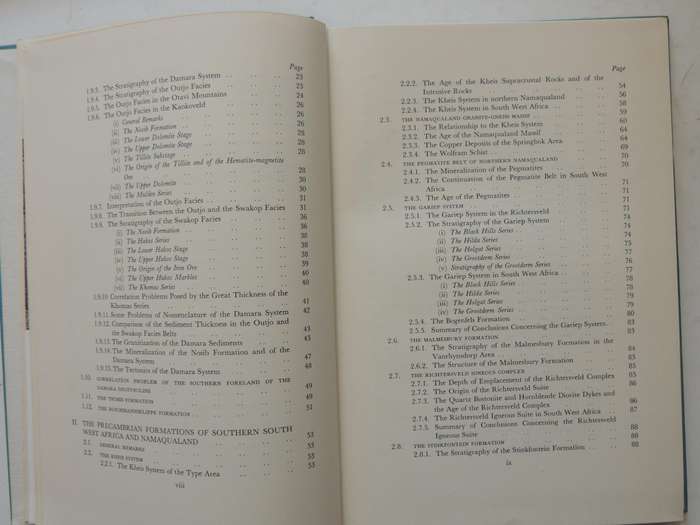 Page
1.9.3. The Stratigraphy of the Damara System .. .. .. 23
1.9.4. The Stratigraphy of the Outjo Facies .. .. .. 23
1.9.5. The Outjo Facies in the Otavi Mountains .. .. 24
1.9.6. The Outjo Facies in the Kaokoveld .. .. .. 26
(i) General Remarks .. .. .. 26
(ii) The Nosib Formation .. .. .. 28
(iii) The Lower Dolomite Stage .. .. .. 28
(iv) The Upper Dolomite Stage .. .. .. 28
(v) The Tillite Substage .. .. .. 28
(vi) The Origin of the Tillite and of the Hematite-magnetite
Ore .. .. .. 28
(vii) The Upper Dolomite .. .. .. 30
(viii) The Mulden Series .. .. .. 30
1.9.7. Interpretation of the Outjo Facies .. .. .. 31
1.9.8. The Transition Between the Outjo and the Swakop Facies .. 31
1.9.9. The Stratigraphy of the Swakop Facies .. .. .. 36
(i) The Nosib Formation .. .. .. 36
(ii) The Hakos Series .. .. .. 38
(iii) The Lower Hakos Stage .. .. .. 38
(iv) The Upper Hakos Stage .. .. .. 38
(v) The Origin of the Iron Ore .. .. .. 39
(vi) The Upper Hakos Marbles .. .. .. 40
(vii) The Khomas Series .. .. .. 40
1.9.10. Correlation Problems Posed by the Great Thickness of the
Khomas Series .. .. .. 41
1.9.11. Some Problems of Nomenclature of the Damara System .. 42
1.9.12. Comparison of the Sediment Thickness in the Outjo and
the Swakop Facies Belts .. .. .. 43
1.9.13. The Granitization of the Damara Sediments .. .. 45
1.9.14. The Mineralization of the Nosib Formation and of the
Damara System .. .. .. 47
1.9.15. The Tectonics of the Damara System .. .. .. 48
1.10. CORRELATION PROBLEMS OF THE SOUTHERN FORELAND OF THE
DAMARA GEOSYNCLINE .. .. .. 49
1.11. THE TSUMIS FORMATION .. .. .. 49
1.12. THE .. .. .. 51
II. THE PRECAMBRIAN FORMATIONS OF SOUTHERN SOUTH
WEST AFRICA AND NAMAQUALAND .. .. .. 53
2.1. GENERAL REMARKS .. .. .. 53
2.2. THE KHEIS SYSTEM .. .. .. 53
2.2.1. The Kheis System of the Type Area .. .. .. 53
viii
Page
2.2.2. The Age of the Kheis Supracrustal Rocks and of the
Intrusive Rocks .. .. .. 54
2.2.3. The Kheis System in northern Namaqualand .. .. 56
2.2.4. The Kheis System in South West Africa .. .. 58
2.3. THE NAMAQUALAND GRANITE-GNEISS MASSIF .. .. 59
2.3.1. The Relationship to the Kheis System .. .. 60
2.3.2. The Age of the Namaqualand Massif .. .. 64
2.3.3. The Copper Deposits of the Springbok Area .. .. 64
2.3.4. The Wolfram Schist .. .. .. 69
2.4. THE PEGMATITE BELT OF NORTHERN NAMAQUALAND .. .. 70
2.4.1. The Mineralization of the Pegmatites .. .. 70
2.4.2. The Continuation of the Pegmatite Belt in South West
Africa .. .. .. 71
2.4.3. The Age of the Pegmatites .. .. .. 71
2.5. THE GARIEP SYSTEM .. .. .. 71
2.5.1. The Gariep System in the Richtersveld .. .. 74
2.5.2. The Stratigraphy of the Gariep System .. .. 74
(i) The Black Hills Series .. .. .. 74
(ii) The Hilda Series .. .. .. 75
(iii) The Holgat Series .. .. .. 75
(iv) The Grootderm Series .. .. .. 76
(v) Stratigraphy of the Grootderm Series .. .. 77
2.5.3. The Gariep System in South West Africa .. .. 78
(i) The Black Hills Series .. .. .. 78
(ii) The Hilda Series .. .. .. 78
(iii) The Holgat Series .. .. .. 79
(iv) The Grootderm Series .. .. .. 80
2.5.4. The Bogenfels Formation .. .. .. 83
2.5.5. Summary of Conclusions Concerning the Gariep System .. 83
2.6. THE MALMESBURY FORMATION
2.6.1. The Stratigraphy of the Malmesbury Formation in the
Vanrhynsdorp Area .. .. .. 84
2.6.2. The Structure of the Malmesbury Formation .. .. 85
2.7. THE RICHTERSVELD IGNEOUS COMPLEX
2.7.1. The Depth of Emplacement of the Richtersveld Complex 85
2.7.2. The Origin of the Richtersveld Suite
2.7.3. The Quartz Bostonite and Hornblende Diorite Dykes and
the Age of the Richtersveld Complex .. .. 86
2.7.4. The Richtersveld Igneous Suite in South West Africa .. 87
2.7.5. Summary of Conclusions Concerning the Richtersveld
Igneous Suite .. .. .. 88
2.8. THE STINKFONTEIN FORMATION .. .. .. 88
2.8.1. The Stratigraphy of the Stinkfontein Formation .. .. 88
ix